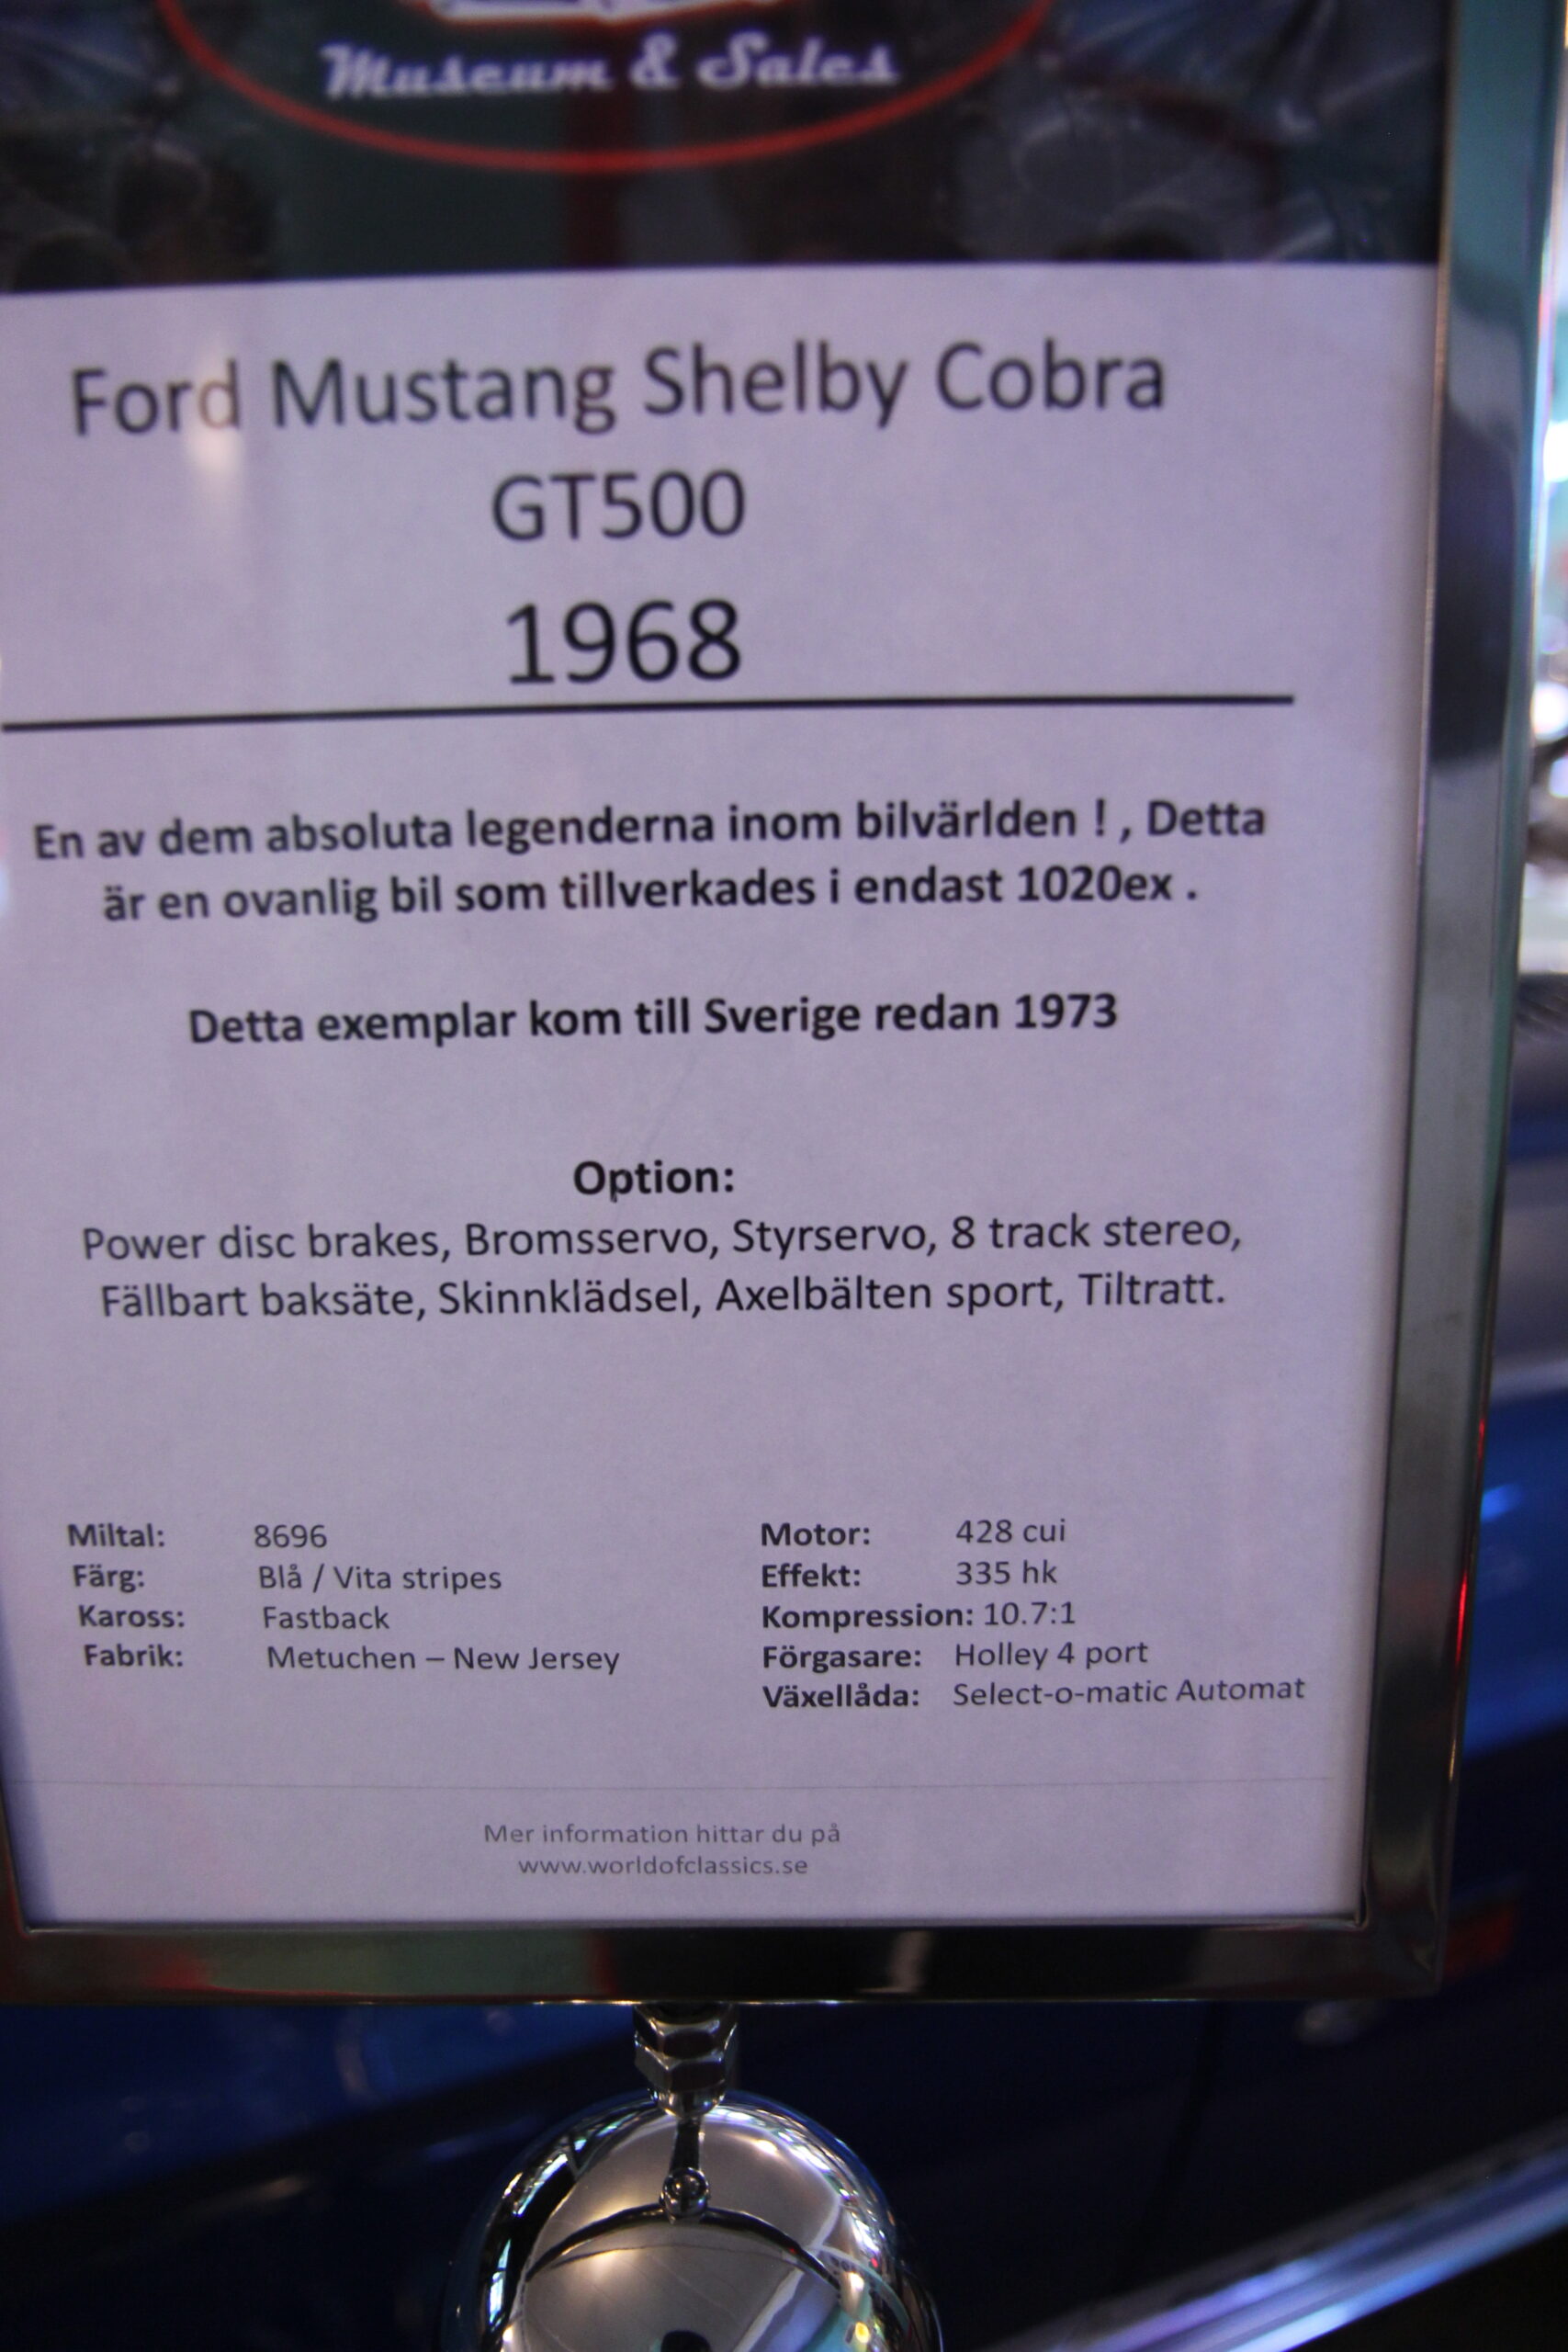 Museum & Sales
Ford Mustang Shelby Cobra
GT500
1968
En av dem absoluta legenderna inom bilvärlden ! , Detta
är en ovanlig bil som tillverkades i endast 1020ex .
Detta exemplar kom till Sverige redan 1973
Option:
Power disc brakes, Bromsservo, Styrservo, 8 track stereo,
Fällbart baksäte, Skinnklädsel, Axelbälten sport, Tiltratt.
Miltal: 8696
Färg: Blå / Vita stripes
Kaross: Fastback
Fabrik: Metuchen – New Jersey
Motor: 428 cui
Effekt: 335 hk
Kompression: 10.7:1
Förgasare: Holley 4 port
Växellåda: Select-o-matic Automat
Mer information hittar du på
www.worldofclassics.se